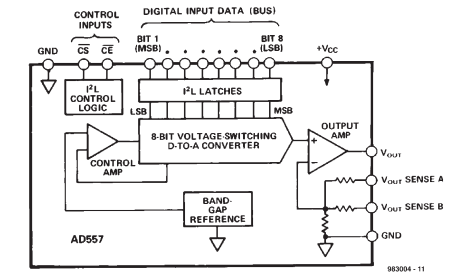 CONTROL INPUTS
DIGITAL INPUT DATA (BUS)
GND
CS
CE
BIT 1 (MSB)
BIT 8 (LSB)
+VCC
I²L CONTROL LOGIC
I²L LATCHES
LSB
MSB
8-BIT VOLTAGE-SWITCHING D-TO-A CONVERTER
CONTROL AMP
OUTPUT AMP
+
−
VOUT
VOUT SENSE A
VOUT SENSE B
BAND-GAP REFERENCE
GND
AD557
983004 - 11